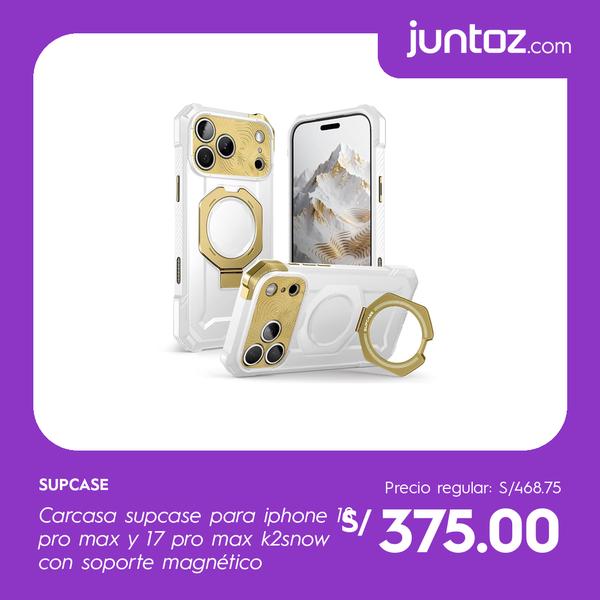 juntoz.com
SUPCASE
SUPCASE
Precio regular: S/468.75
Carcasa supcase para iphone
pro max y 17 pro max k2snow
con soporte magnético
S/ 375.00